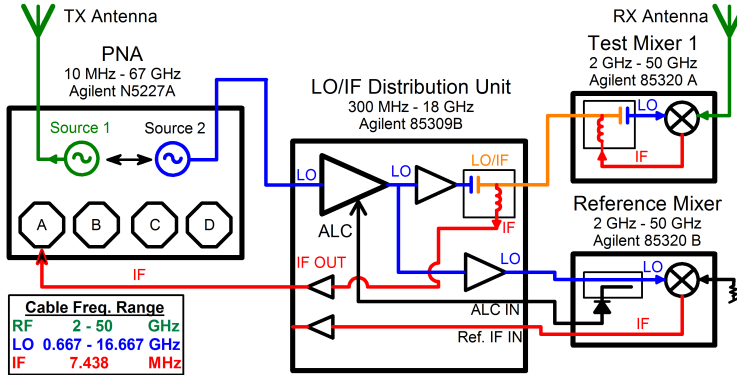 TX Antenna
RX Antenna
PNA
10 MHz - 67 GHz
Agilent N5227A
Source 1
Source 2
A
B
C
D
IF
LO/IF Distribution Unit
300 MHz - 18 GHz
Agilent 85309B
LO
LO
LO/IF
IF
ALC
IF OUT
LO
ALC IN
Ref. IF IN
Test Mixer 1
2 GHz - 50 GHz
Agilent 85320 A
LO
IF
Reference Mixer
2 GHz - 50 GHz
Agilent 85320 B
LO
IF
Cable Freq. Range
RF 2 - 50 GHz
LO 0.667 - 16.667 GHz
IF 7.438 MHz